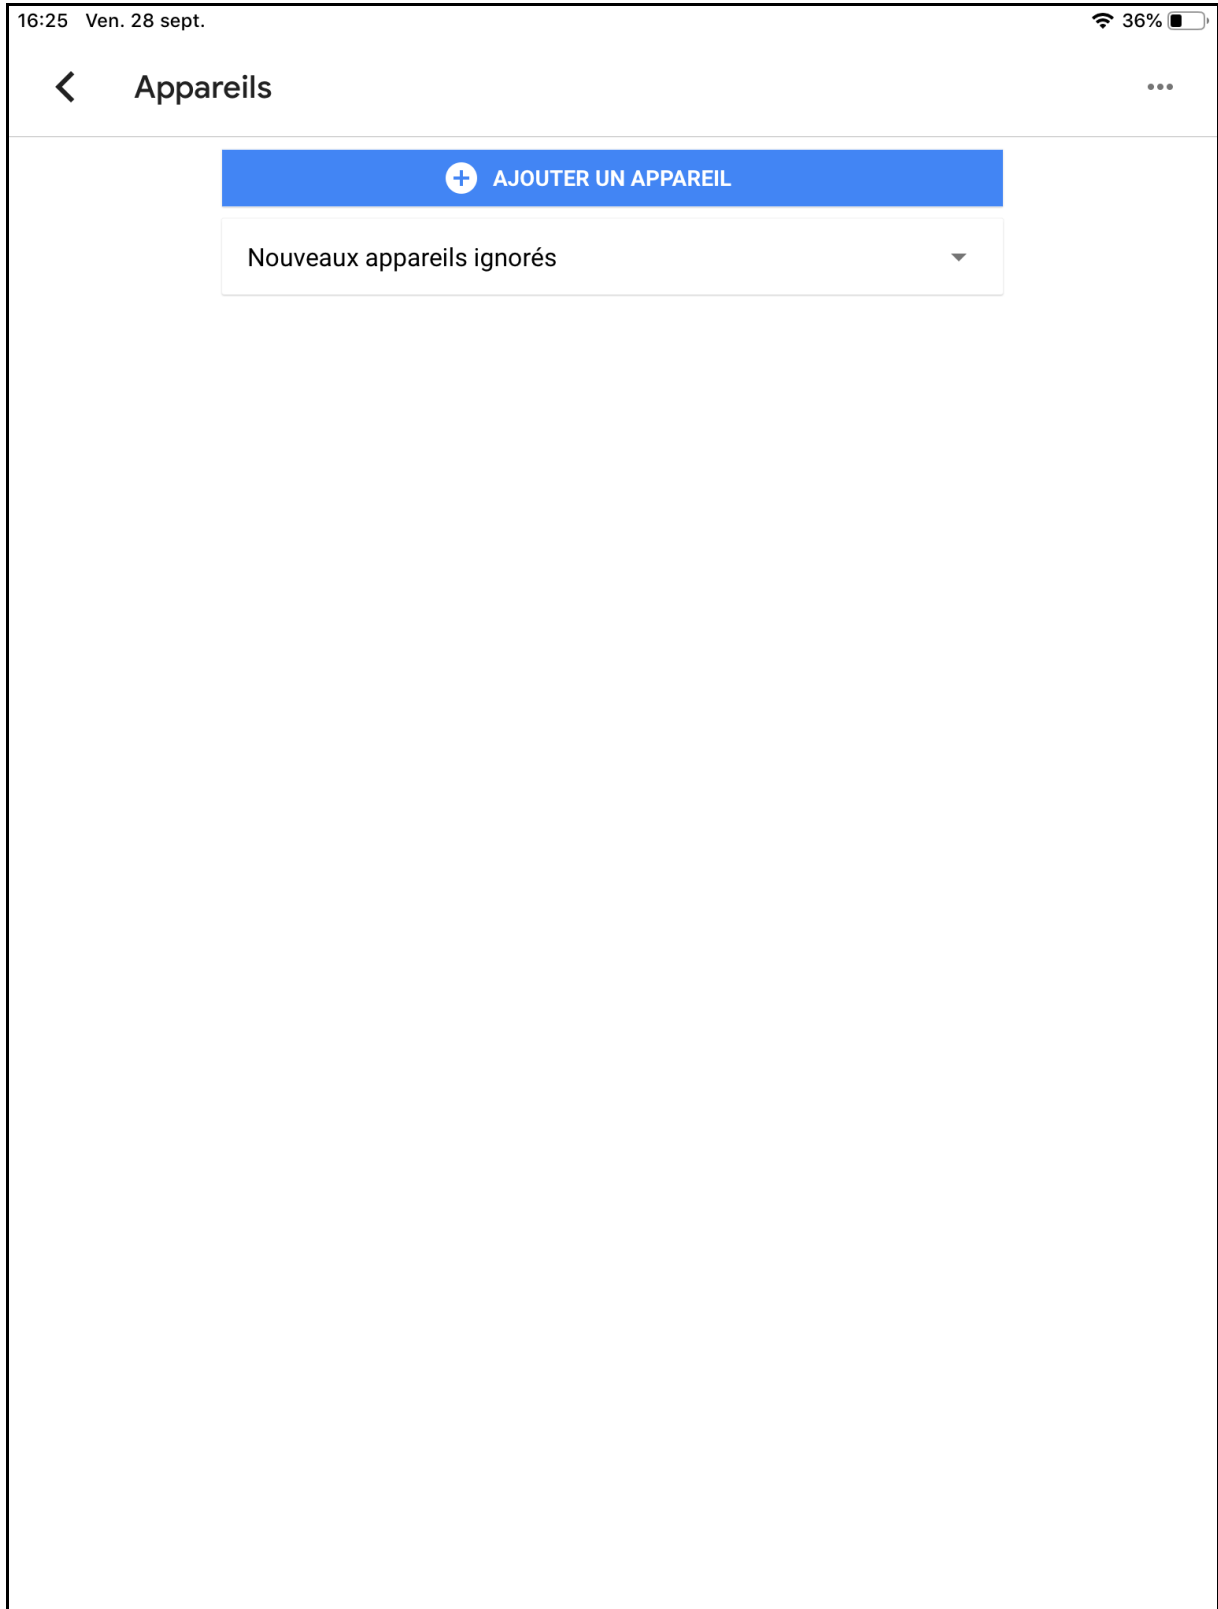 16:25 Ven. 28 sept. 36%
Appareils
AJOUTER UN APPAREIL
Nouveaux appareils ignorés